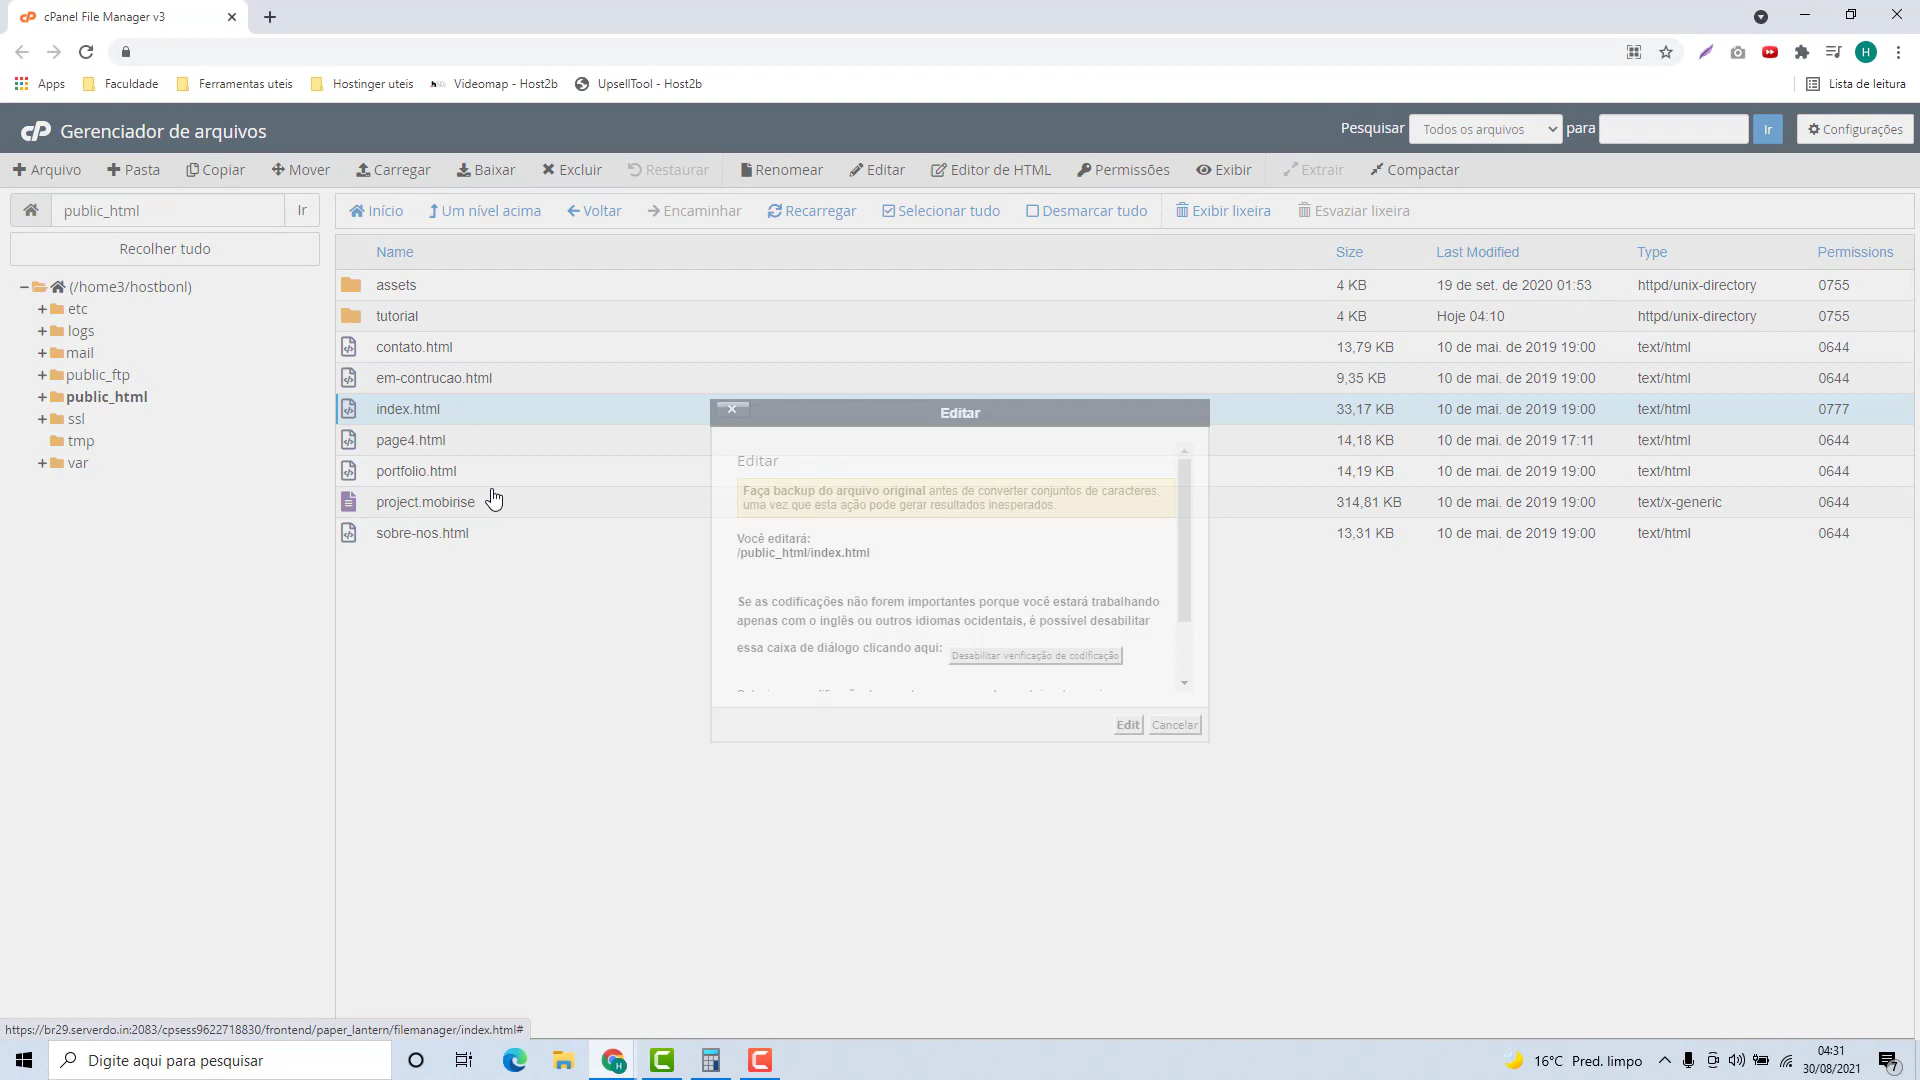 cPanel File Manager v3
Apps Faculdade Ferramentas uteis Hostinger uteis Videomap - Host2b UpsellTool - Host2b Lista de leitura
H
cP Gerenciador de arquivos
Pesquisar Todos os arquivos para Ir Configurações
Arquivo Pasta Copiar Mover Carregar Baixar Excluir Restaurar Renomear Editar Editor de HTML Permissões Exibir Extrair Compactar
public_html Ir
Início Um nível acima Voltar Encaminhar Recarregar Selecionar tudo Desmarcar tudo Exibir lixeira Esvaziar lixeira
Recolher tudo
(/home3/hostbonl)
etc
logs
mail
public_ftp
public_html
ssl
tmp
var
Name Size Last Modified Type Permissions
assets 4 KB 19 de set. de 2020 01:53 httpd/unix-directory 0755
tutorial 4 KB Hoje 04:10 httpd/unix-directory 0755
contato.html 13,79 KB 10 de mai. de 2019 19:00 text/html 0644
em-contrucao.html 9,35 KB 10 de mai. de 2019 19:00 text/html 0644
index.html 33,17 KB 10 de mai. de 2019 19:00 text/html 0777
page4.html 14,18 KB 10 de mai. de 2019 17:11 text/html 0644
portfolio.html 14,19 KB 10 de mai. de 2019 19:00 text/html 0644
project.mobirise 314,81 KB 10 de mai. de 2019 19:00 text/x-generic 0644
sobre-nos.html 13,31 KB 10 de mai. de 2019 19:00 text/html 0644
Editar
Editar
Faça backup do arquivo original antes de converter conjuntos de caracteres,
uma vez que esta ação pode gerar resultados inesperados.
Você editará:
/public_html/index.html
Se as codificações não forem importantes porque você estará trabalhando
apenas com o inglês ou outros idiomas ocidentais, é possível desabilitar
essa caixa de diálogo clicando aqui: Desabilitar verificação de codificação
Edit Cancelar
https://br29.serverdo.in:2083/cpsess9622718830/frontend/paper_lantern/filemanager/index.html#
Digite aqui para pesquisar
16°C Pred. limpo
04:31
30/08/2021
7